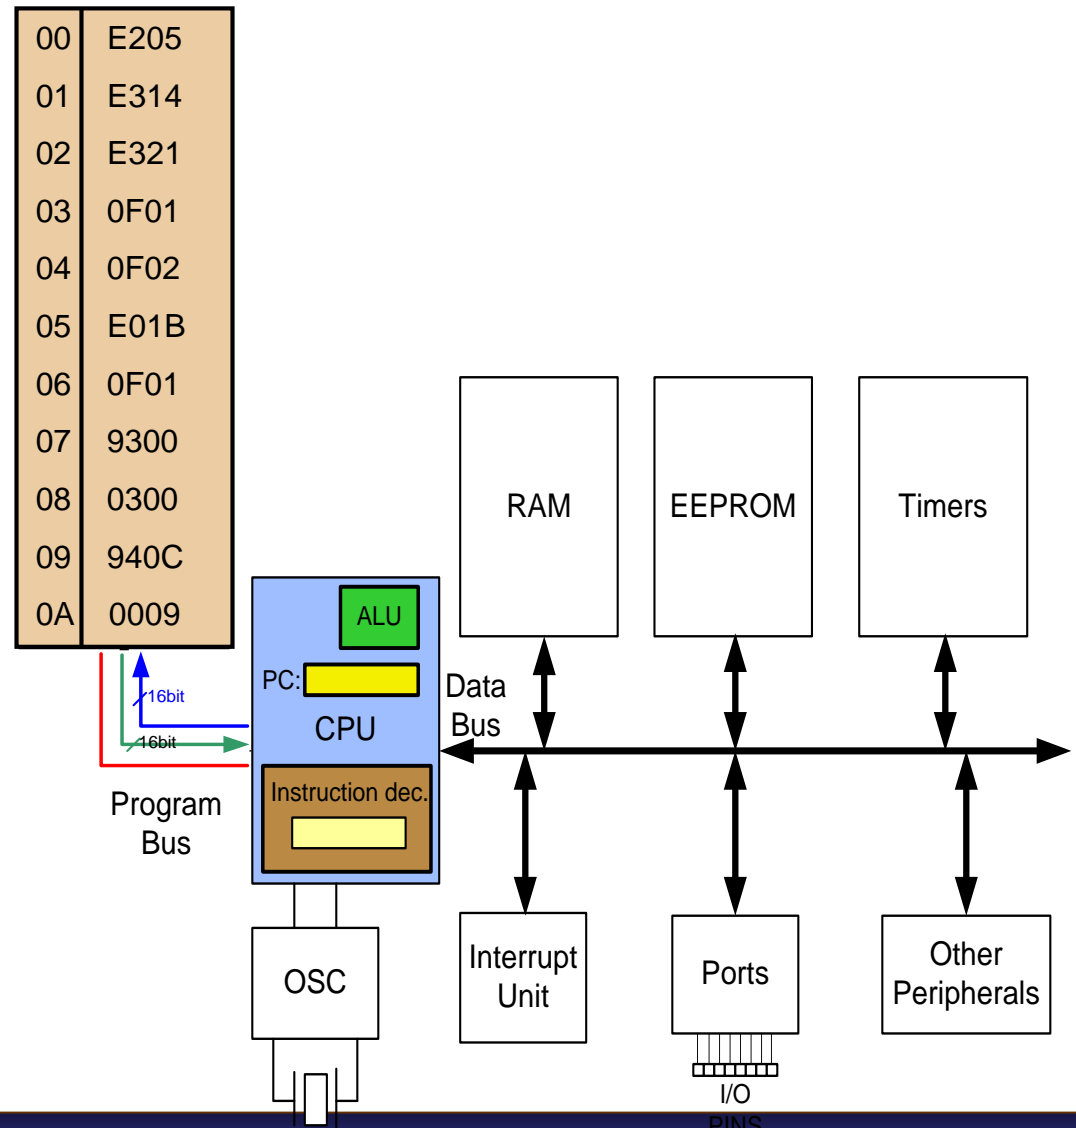 00 E205
01 E314
02 E321
03 0F01
04 0F02
05 E01B
06 0F01
07 9300
08 0300
09 940C
0A 0009
RAM
EEPROM
Timers
ALU
PC:
CPU
Instruction dec.
16bit
16bit
Program
Bus
Data
Bus
OSC
Interrupt
Unit
Ports
Other
Peripherals
I/O
PINS